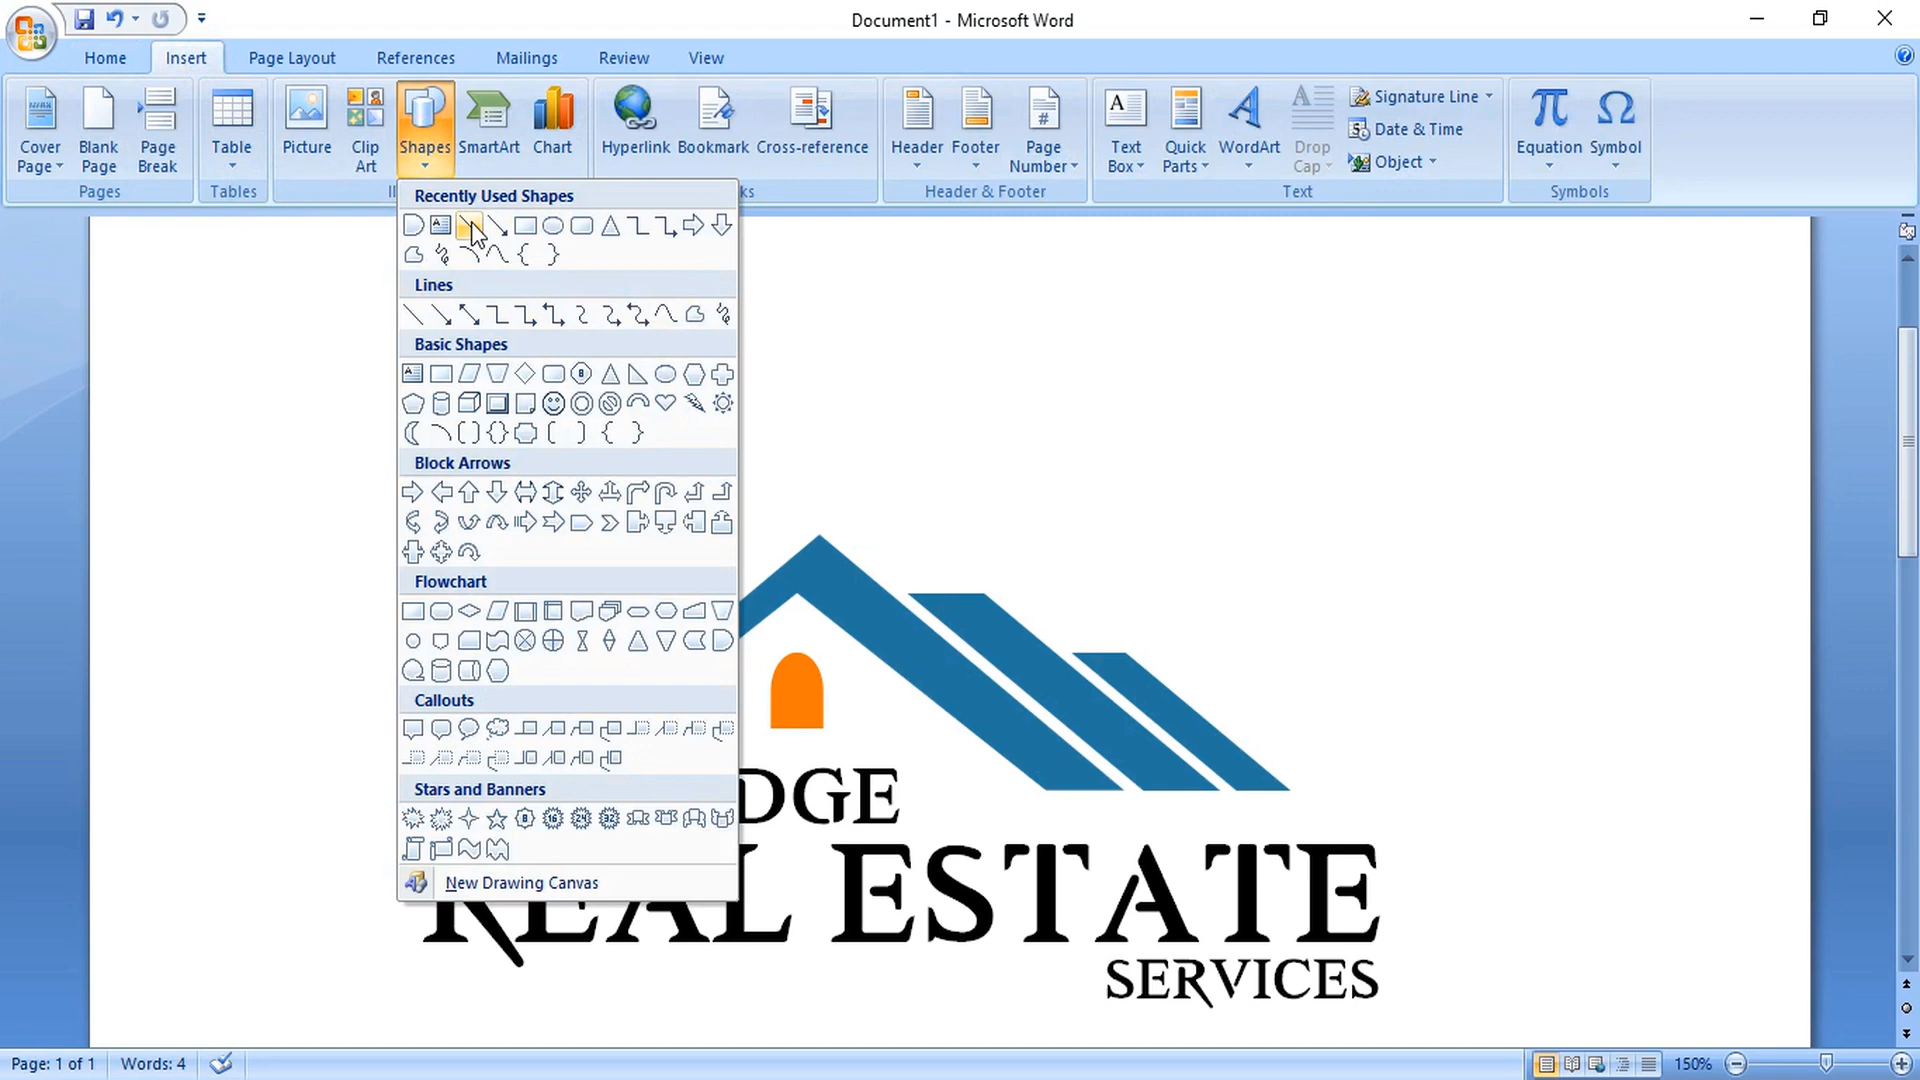 Document1 - Microsoft Word
Home Insert Page Layout References Mailings Review View
Cover Page Blank Page Page Break Table Picture Clip Art Shapes SmartArt Chart Hyperlink Bookmark Cross-reference Header Footer Page Number Text Box Quick Parts WordArt Drop Cap Signature Line Date & Time Object Equation Symbol
Pages Tables Header & Footer Text Symbols
Recently Used Shapes
Lines
Basic Shapes
Block Arrows
Flowchart
Callouts
Stars and Banners
New Drawing Canvas
DGE
REAL ESTATE
SERVICES
Page: 1 of 1 Words: 4 150%